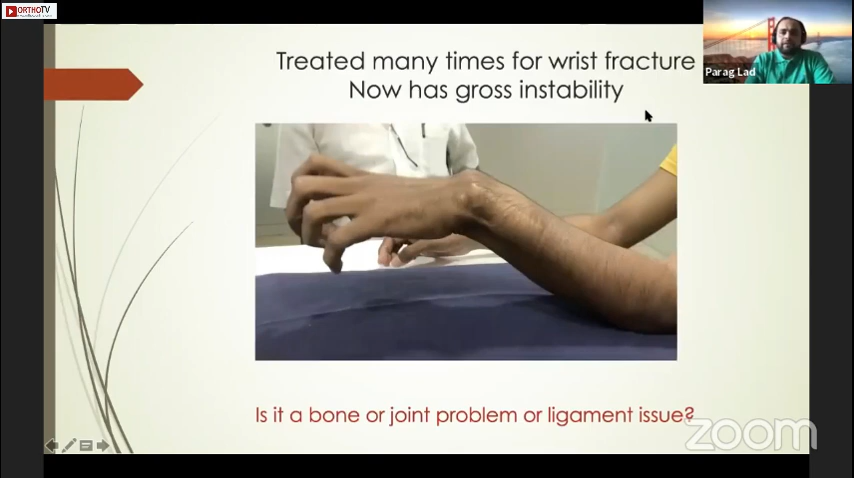 ORTHOTV
Treated many times for wrist fracture
Now has gross instability
Parag Lad
Is it a bone or joint problem or ligament issue?
zoom